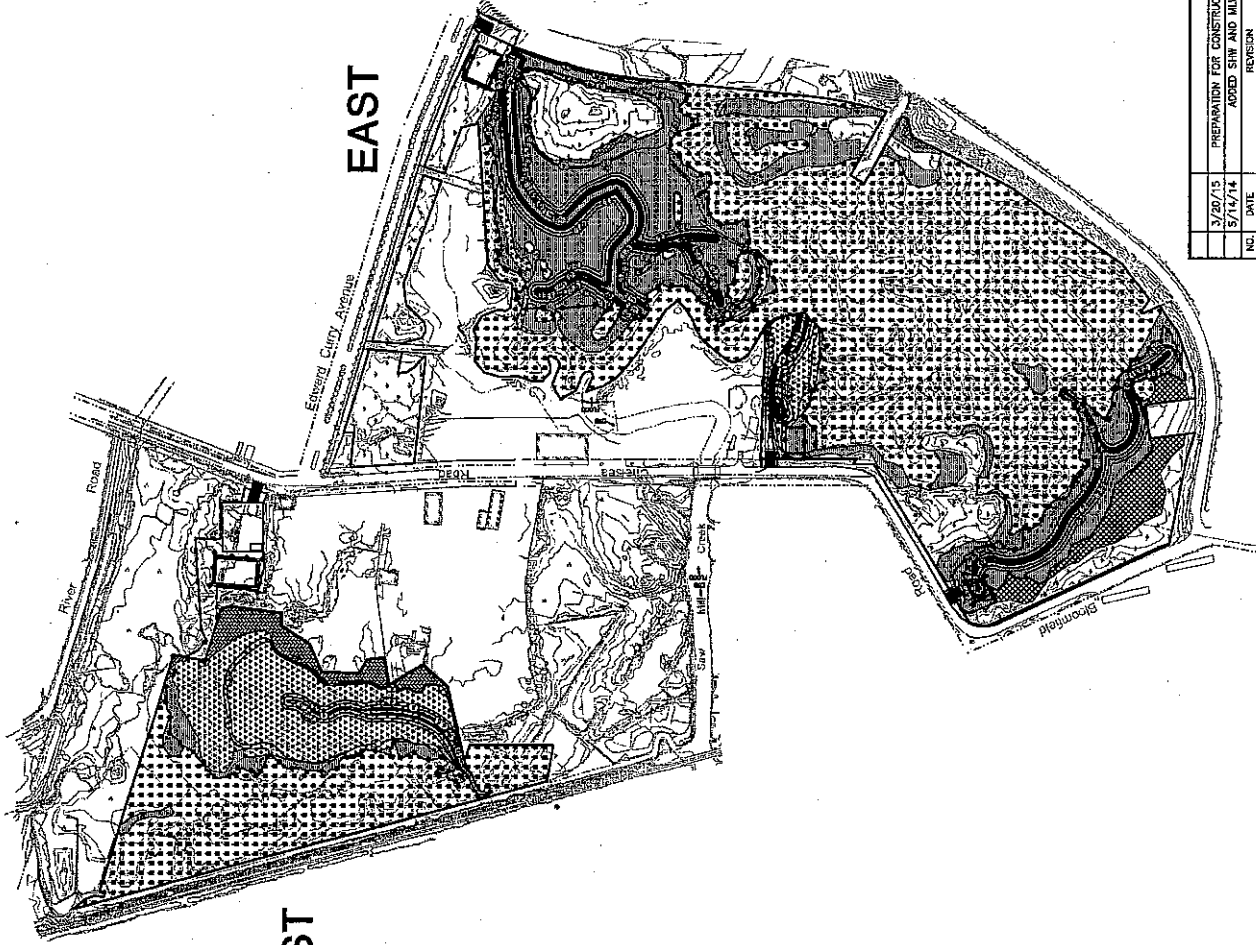 EAST
ST
River
Road
Edward Curry Avenue
Chelsea
Road
Saw Mill Creek
Road
Bloomfield
3/20/15 PREPARATION FOR CONSTRUC
5/14/14 ADDED SHW AND MLW
NO. DATE REVISION